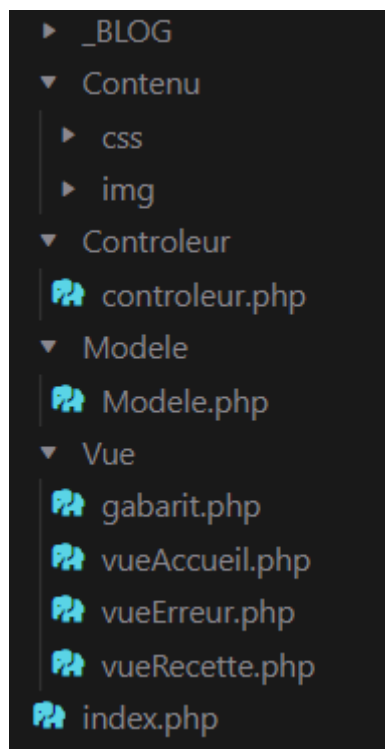 _BLOG
Contenu
css
img
Controleur
controleur.php
Modele
Modele.php
Vue
gabarit.php
vueAccueil.php
vueErreur.php
vueRecette.php
index.php